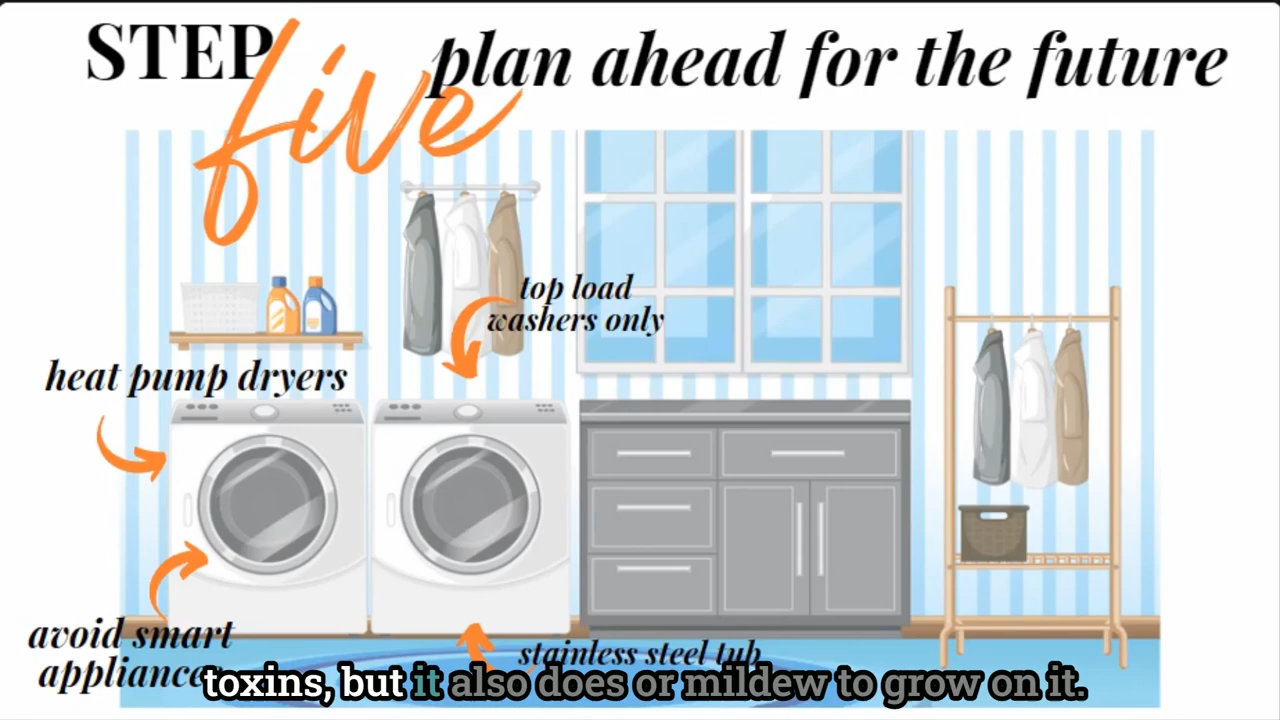 STEP five plan ahead for the future
top load
washers only
heat pump dryers
avoid smart
appliances
stainless steel tub
toxins, but it also does or mildew to grow on it.